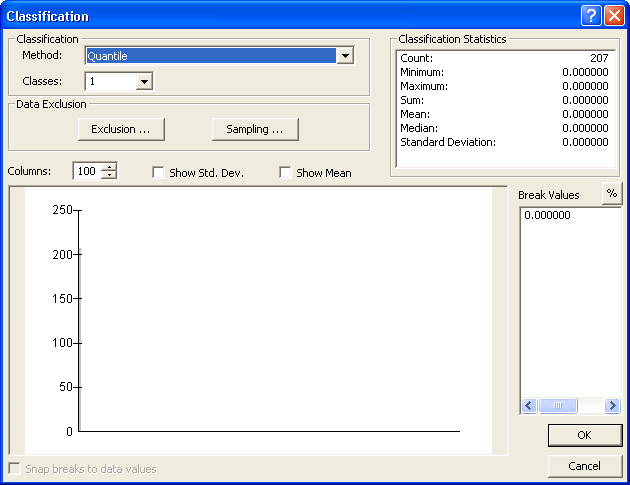 Classification
Classification
Method: Quantile
Classes: 1
Data Exclusion
Exclusion ...
Sampling ...
Classification Statistics
Count: 207
Minimum: 0.000000
Maximum: 0.000000
Sum: 0.000000
Mean: 0.000000
Median: 0.000000
Standard Deviation: 0.000000
Columns: 100
Show Std. Dev.
Show Mean
Break Values
%
0.000000
250
200
150
100
50
0
Snap breaks to data values
OK
Cancel